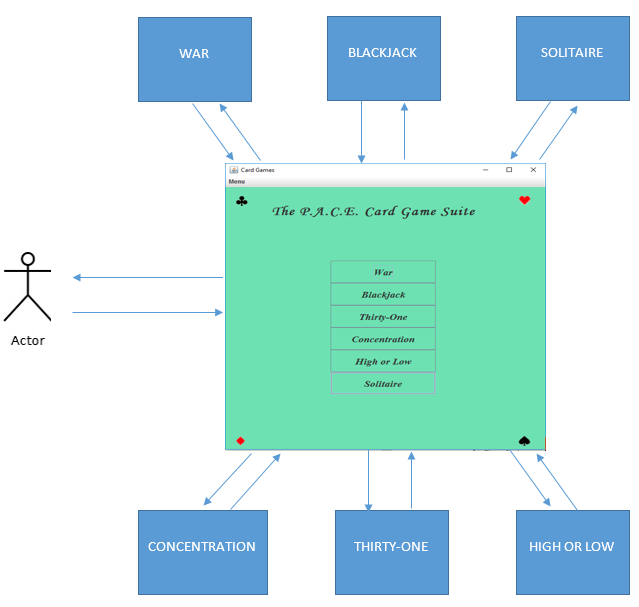 WAR
BLACKJACK
SOLITAIRE
Card Games
Menu
The P.A.C.E. Card Game Suite
War
Blackjack
Thirty-One
Concentration
High or Low
Solitaire
Actor
CONCENTRATION
THIRTY-ONE
HIGH OR LOW